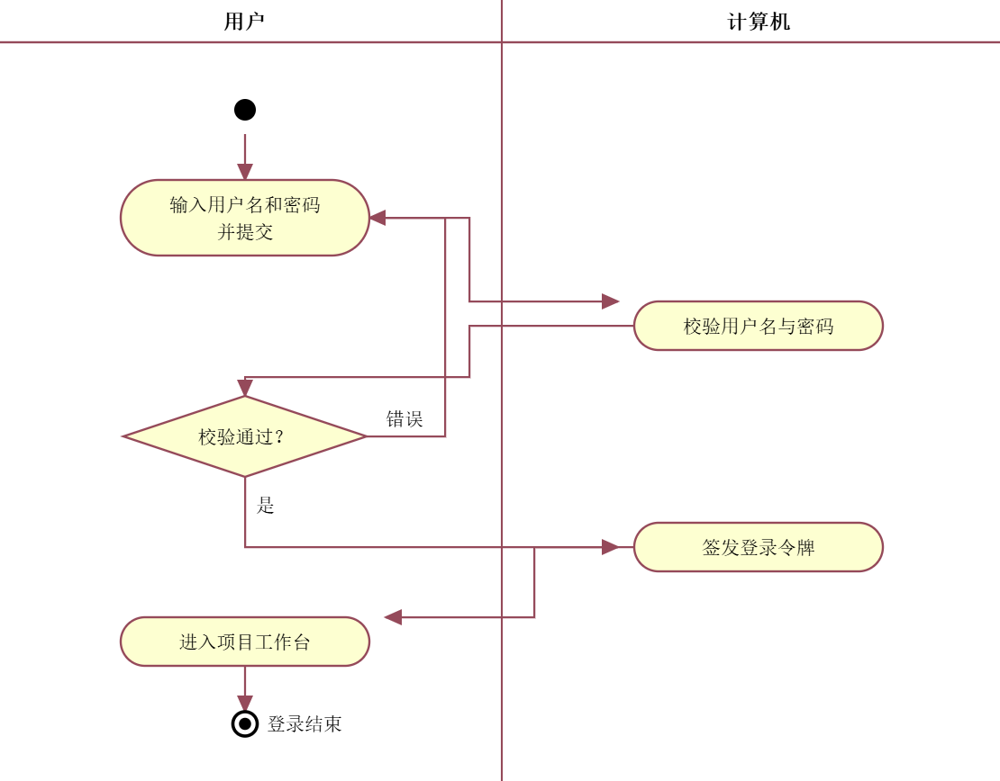 用户
计算机
输入用户名和密码
并提交
校验用户名与密码
错误
校验通过？
是
签发登录令牌
进入项目工作台
登录结束